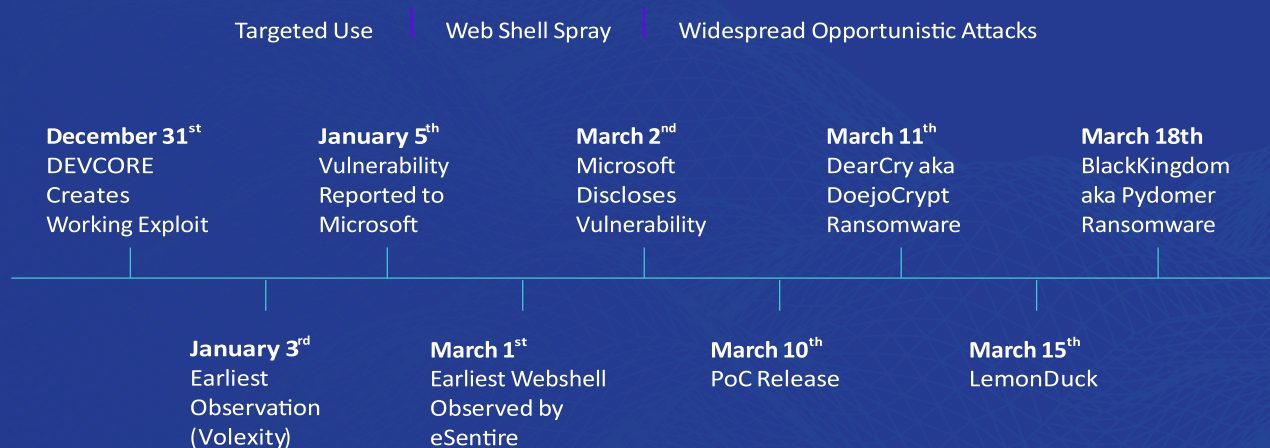 Targeted Use
Web Shell Spray
Widespread Opportunistic Attacks
December 31st
DEVCORE
Creates
Working Exploit
January 5th
Vulnerability
Reported to
Microsoft
March 2nd
Microsoft
Discloses
Vulnerability
March 11th
DearCry aka
DoejoCrypt
Ransomware
March 18th
BlackKingdom
aka Pydomer
Ransomware
January 3rd
Earliest
Observation
(Volexity)
March 1st
Earliest Webshell
Observed by
eSentire
March 10th
PoC Release
March 15th
LemonDuck